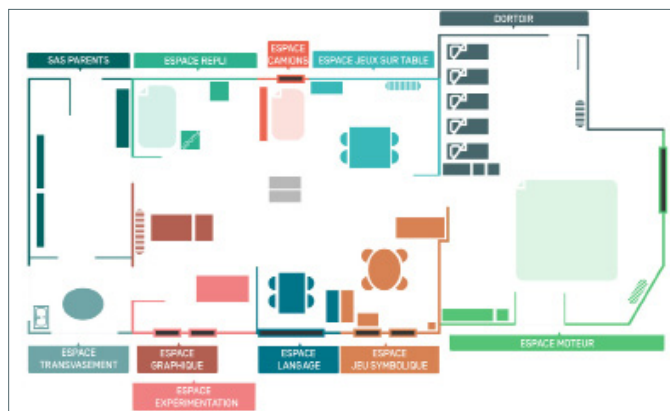 DORTOIR
SAS PARENTS
ESPACE REPLI
ESPACE
CAMIONS
ESPACE JEUX SUR TABLE
ESPACE
TRANSVASEMENT
ESPACE
GRAPHIQUE
ESPACE
LANGAGE
ESPACE
JEU SYMBOLIQUE
ESPACE MOTEUR
ESPACE
EXPERIMENTATION